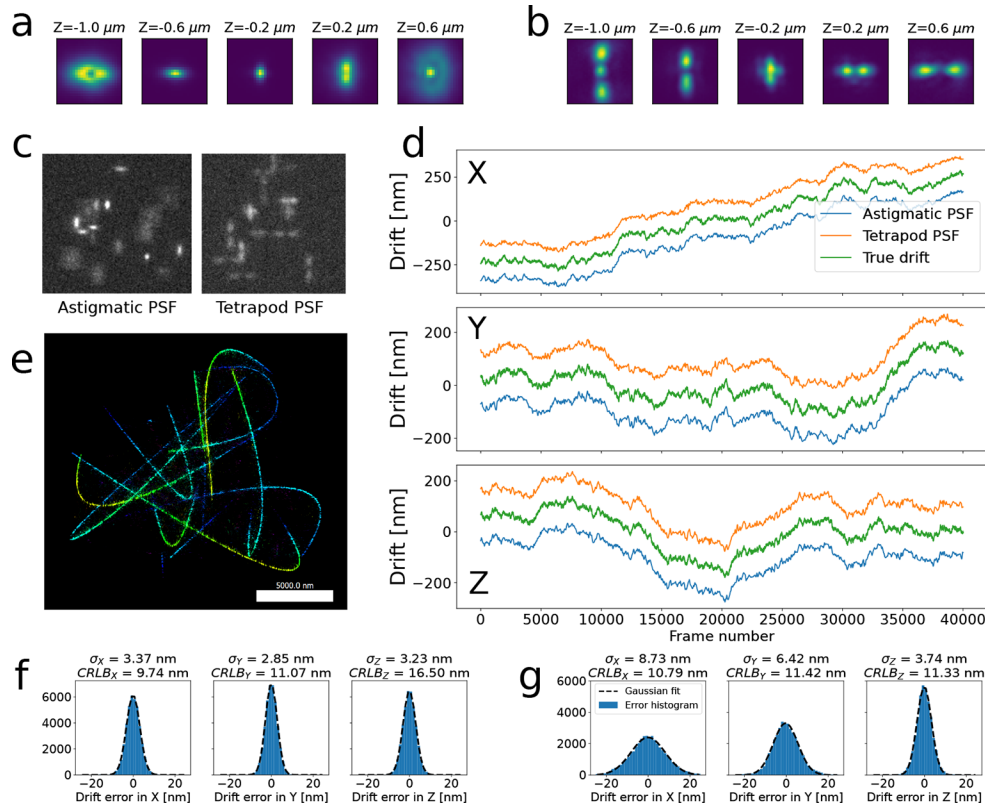 a
Z=-1.0 μm Z=-0.6 μm Z=-0.2 μm Z=0.2 μm Z=0.6 μm
b
Z=-1.0 μm Z=-0.6 μm Z=-0.2 μm Z=0.2 μm Z=0.6 μm
c
Astigmatic PSF Tetrapod PSF
d
X
Drift [nm]
250
0
−250
Astigmatic PSF
Tetrapod PSF
True drift
Y
Drift [nm]
200
0
−200
Z
Drift [nm]
200
0
−200
0 5000 10000 15000 20000 25000 30000 35000 40000
Frame number
e
5000.0 nm
f
σX = 3.37 nm σY = 2.85 nm σZ = 3.23 nm
CRLBX = 9.74 nm CRLBY = 11.07 nm CRLBZ = 16.50 nm
6000
4000
2000
0
−20 0 20 −20 0 20 −20 0 20
Drift error in X [nm] Drift error in Y [nm] Drift error in Z [nm]
g
σX = 8.73 nm σY = 6.42 nm σZ = 3.74 nm
CRLBX = 10.79 nm CRLBY = 11.42 nm CRLBZ = 11.33 nm
Gaussian fit
Error histogram
6000
4000
2000
0
−20 0 20 −20 0 20 −20 0 20
Drift error in X [nm] Drift error in Y [nm] Drift error in Z [nm]